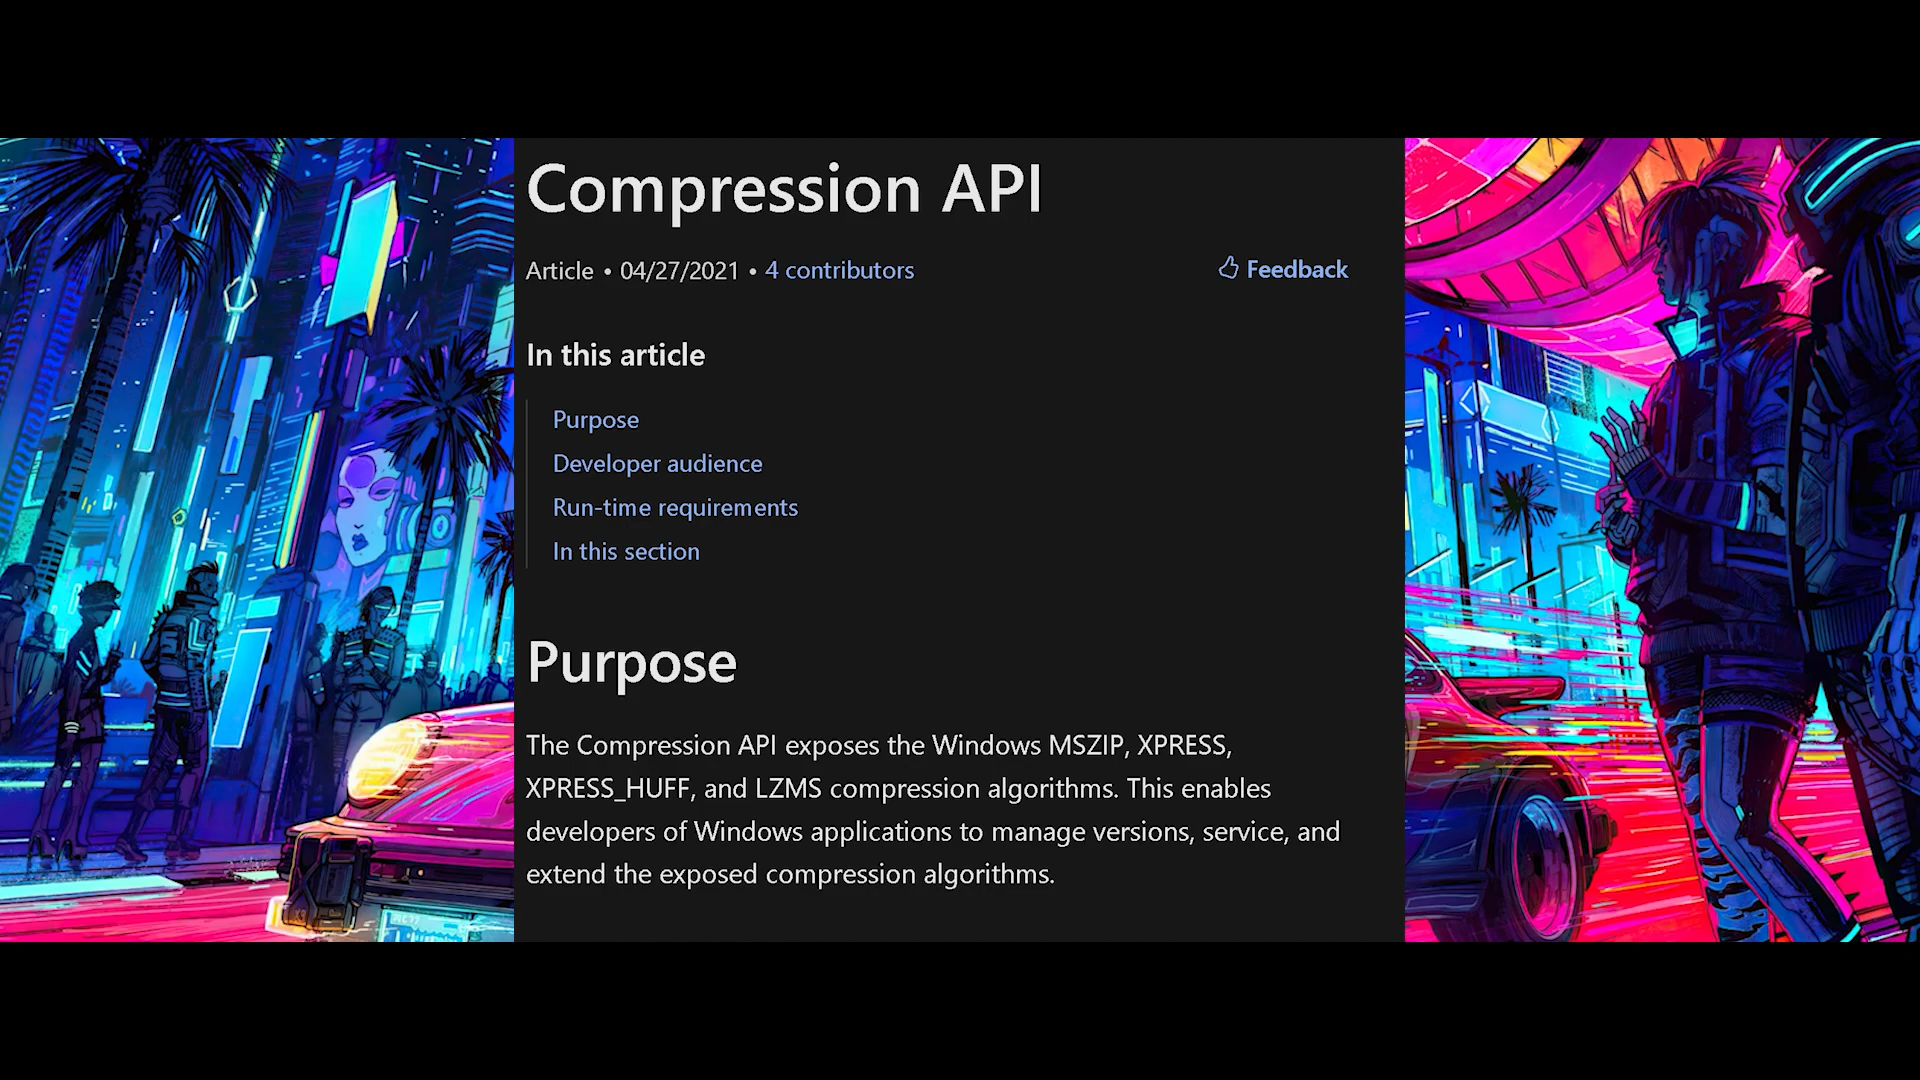 Compression API
Article • 04/27/2021 • 4 contributors
Feedback
In this article
Purpose
Developer audience
Run-time requirements
In this section
Purpose
The Compression API exposes the Windows MSZIP, XPRESS,
XPRESS_HUFF, and LZMS compression algorithms. This enables
developers of Windows applications to manage versions, service, and
extend the exposed compression algorithms.